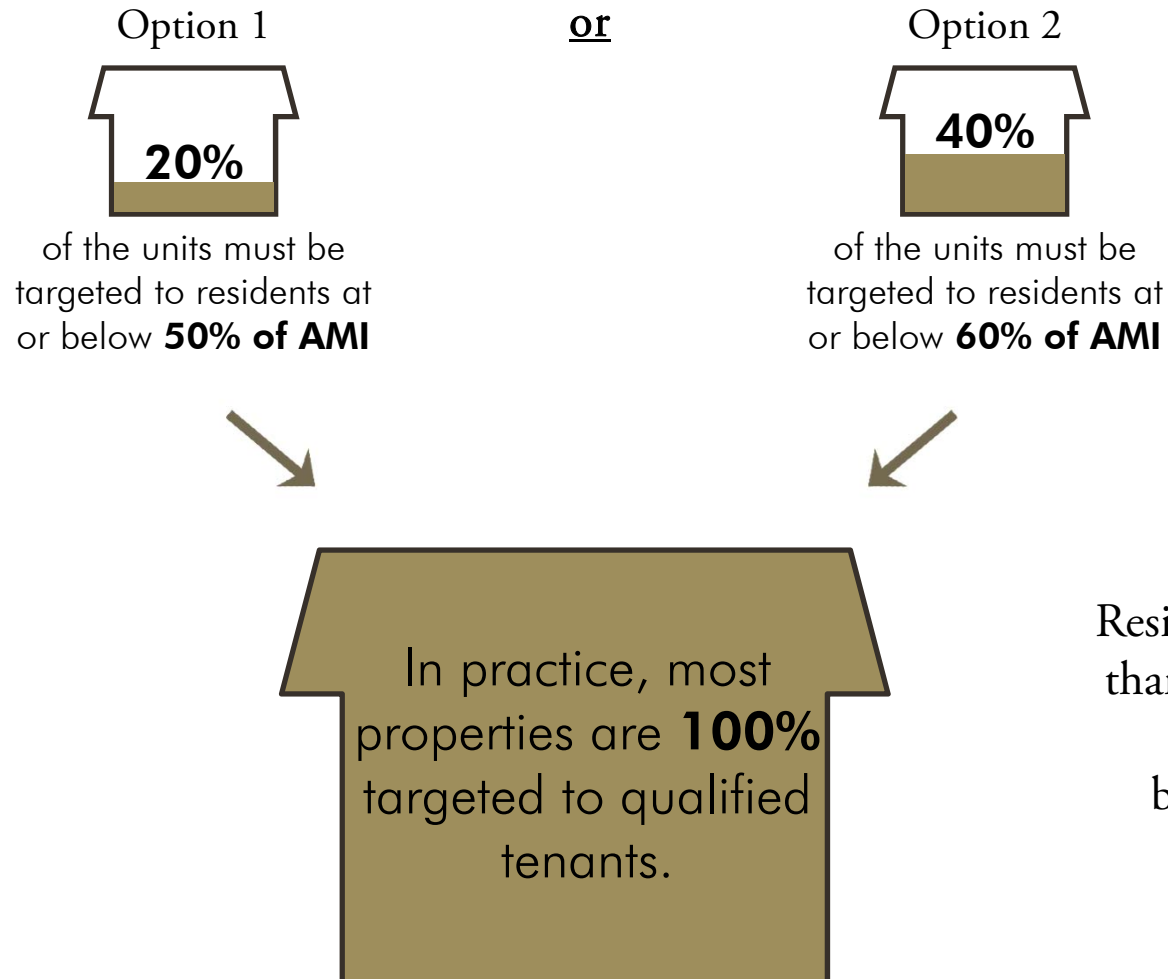 Option 1
or
Option 2
20%
of the units must be
targeted to residents at
or below 50% of AMI
40%
of the units must be
targeted to residents at
or below 60% of AMI
In practice, most
properties are 100%
targeted to qualified
tenants.